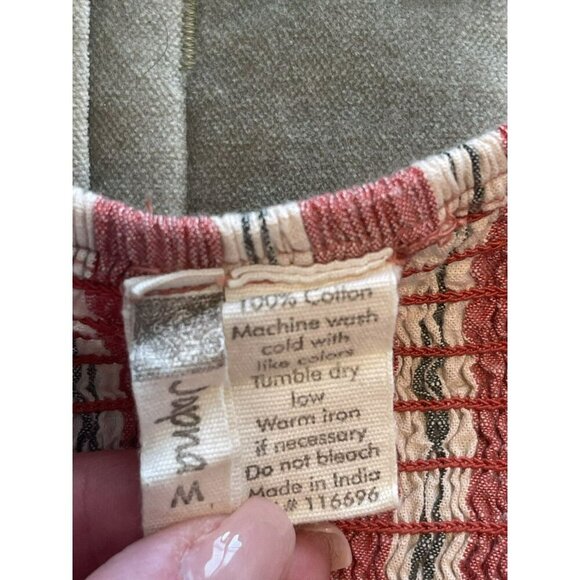 100% Cotton
Machine wash
cold with
like colors
Tumble dry
low
Warm iron
if necessary
Do not bleach
Made in India
# 116696